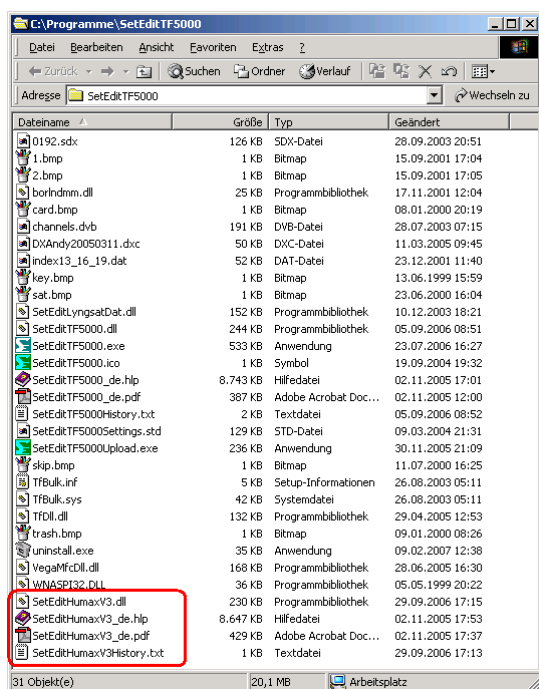 C:\Programme\SetEditTF5000
Datei Bearbeiten Ansicht Favoriten Extras ?
Zurück Suchen Ordner Verlauf
Adresse SetEditTF5000 Wechseln zu
Dateiname Größe Typ Geändert
0192.sdx 126 KB SDX-Datei 28.09.2003 20:51
1.bmp 1 KB Bitmap 15.09.2001 17:04
2.bmp 1 KB Bitmap 15.09.2001 17:05
borlndmm.dll 25 KB Programmbibliothek 17.11.2001 12:04
card.bmp 1 KB Bitmap 08.01.2000 20:19
channels.dvb 191 KB DVB-Datei 28.07.2003 07:15
DXAndy20050311.dxc 50 KB DXC-Datei 11.03.2005 09:45
index13_16_19.dat 52 KB DAT-Datei 23.12.2001 11:40
key.bmp 1 KB Bitmap 13.06.1999 15:59
sat.bmp 1 KB Bitmap 23.06.2000 16:04
SetEditLyngsatDat.dll 152 KB Programmbibliothek 10.12.2003 18:21
SetEditTF5000.dll 244 KB Programmbibliothek 05.09.2006 08:51
SetEditTF5000.exe 533 KB Anwendung 23.07.2006 16:27
SetEditTF5000.ico 1 KB Symbol 19.09.2004 19:32
SetEditTF5000_de.hlp 8.743 KB Hilfedatei 02.11.2005 17:01
SetEditTF5000_de.pdf 387 KB Adobe Acrobat Doc... 02.11.2005 12:00
SetEditTF5000History.txt 2 KB Textdatei 05.09.2006 08:52
SetEditTF5000Settings.std 129 KB STD-Datei 09.03.2004 21:31
SetEditTF5000Upload.exe 236 KB Anwendung 30.11.2005 21:09
skip.bmp 1 KB Bitmap 11.07.2000 16:25
TfBulk.inf 5 KB Setup-Informationen 26.08.2003 05:11
TfBulk.sys 42 KB Systemdatei 26.08.2003 05:11
TfDll.dll 132 KB Programmbibliothek 29.04.2005 12:53
trash.bmp 1 KB Bitmap 09.01.2000 08:26
uninstall.exe 35 KB Anwendung 09.02.2007 12:38
VegaMfcDll.dll 168 KB Programmbibliothek 28.06.2005 16:30
WNASPI32.DLL 36 KB Programmbibliothek 05.05.1999 20:22
SetEditHumaxV3.dll 230 KB Programmbibliothek 29.09.2006 17:15
SetEditHumaxV3_de.hlp 8.647 KB Hilfedatei 02.11.2005 17:53
SetEditHumaxV3_de.pdf 429 KB Adobe Acrobat Doc... 02.11.2005 17:37
SetEditHumaxV3History.txt 1 KB Textdatei 29.09.2006 17:13
31 Objekt(e) 20,1 MB Arbeitsplatz